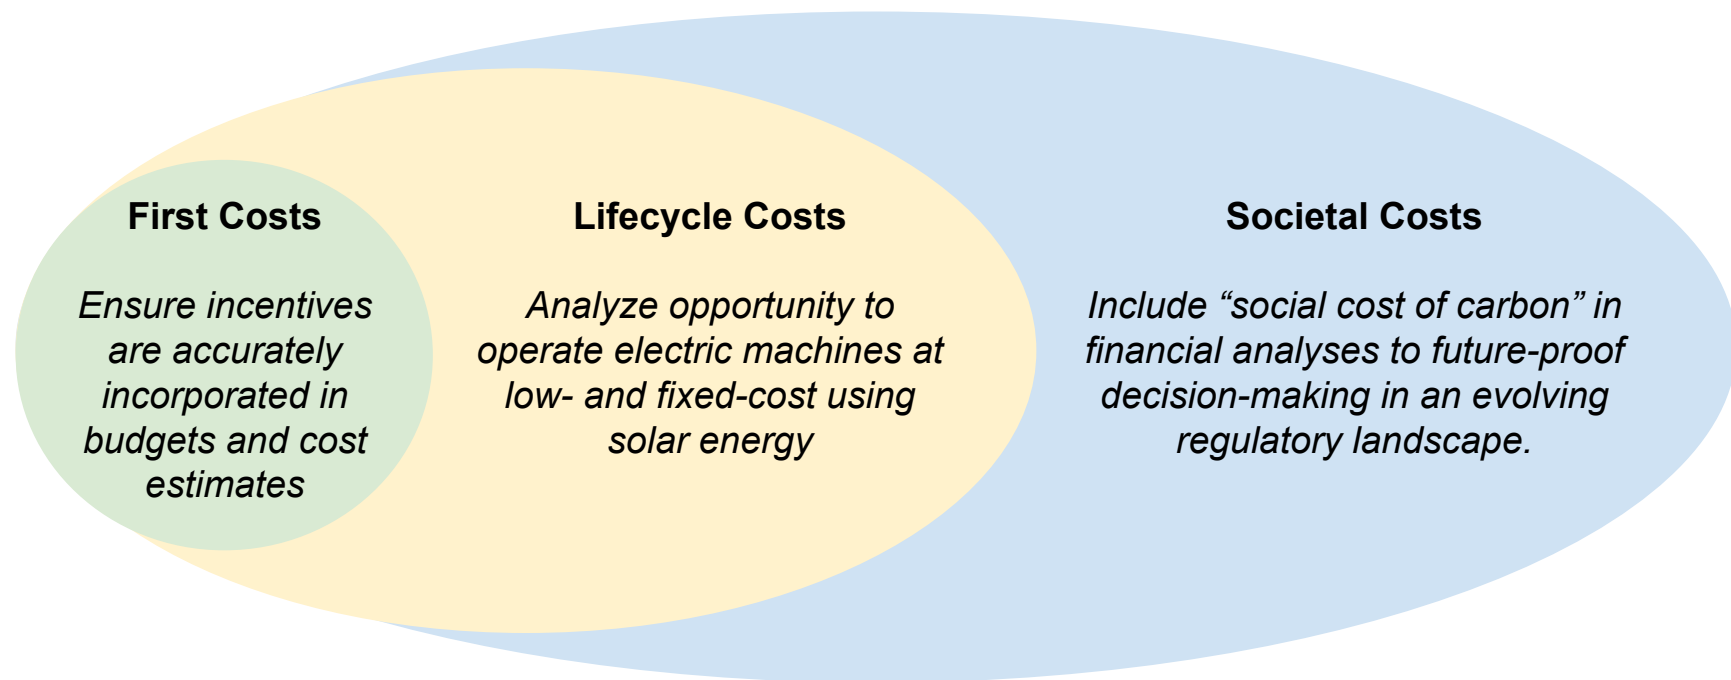 First Costs
Ensure incentives
are accurately
incorporated in
budgets and cost
estimates
Lifecycle Costs
Analyze opportunity to
operate electric machines at
low- and fixed-cost using
solar energy
Societal Costs
Include “social cost of carbon” in
financial analyses to future-proof
decision-making in an evolving
regulatory landscape.